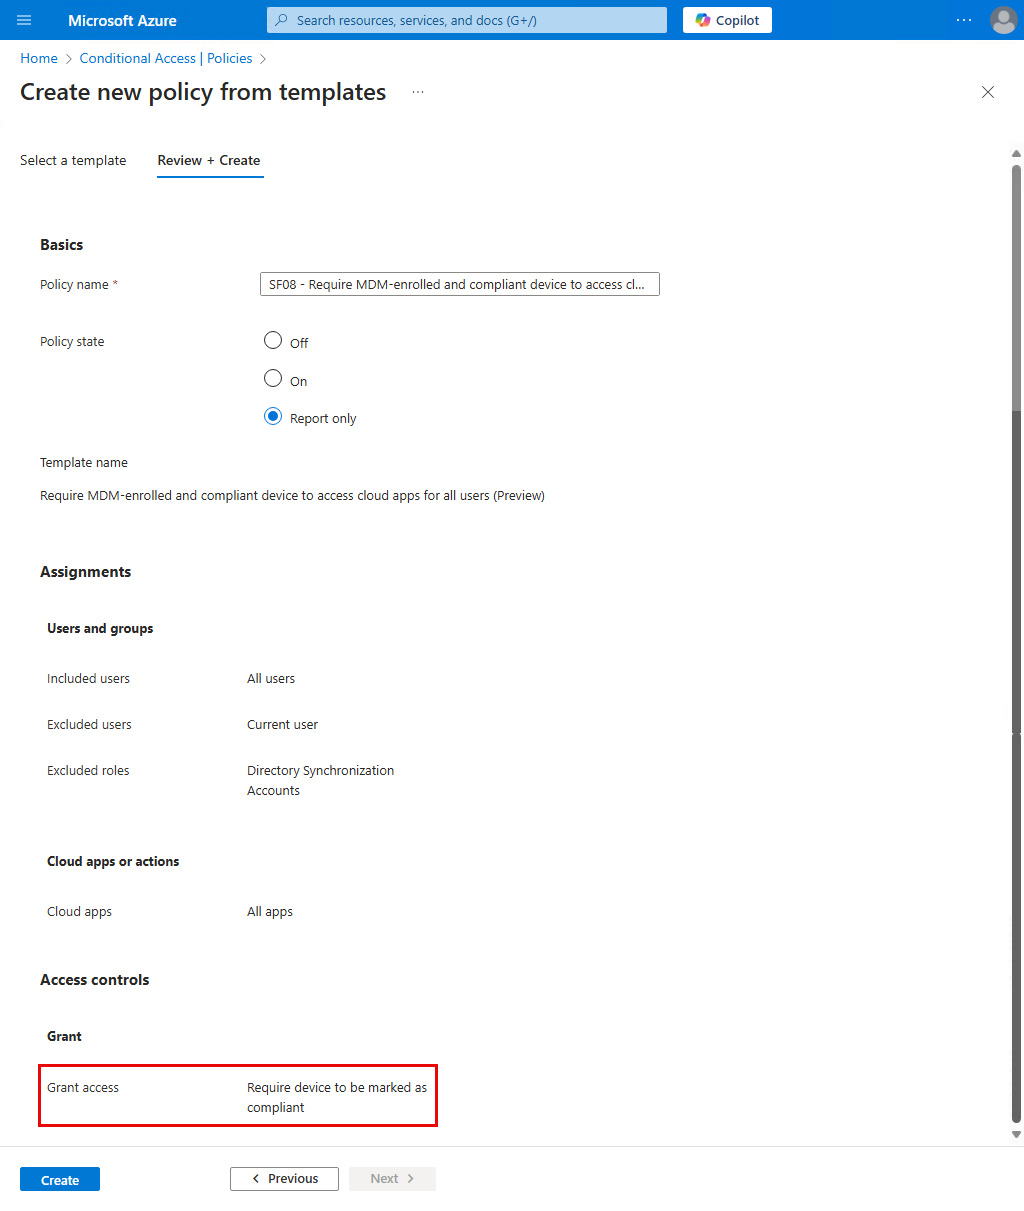 Microsoft Azure
Search resources, services, and docs (G+/)
Copilot
Home > Conditional Access | Policies >
Create new policy from templates ...
Select a template
Review + Create
Basics
Policy name *
SF08 - Require MDM-enrolled and compliant device to access cl...
Policy state
Off
On
Report only
Template name
Require MDM-enrolled and compliant device to access cloud apps for all users (Preview)
Assignments
Users and groups
Included users
All users
Excluded users
Current user
Excluded roles
Directory Synchronization
Accounts
Cloud apps or actions
Cloud apps
All apps
Access controls
Grant
Grant access
Require device to be marked as
compliant
Create
< Previous
Next >